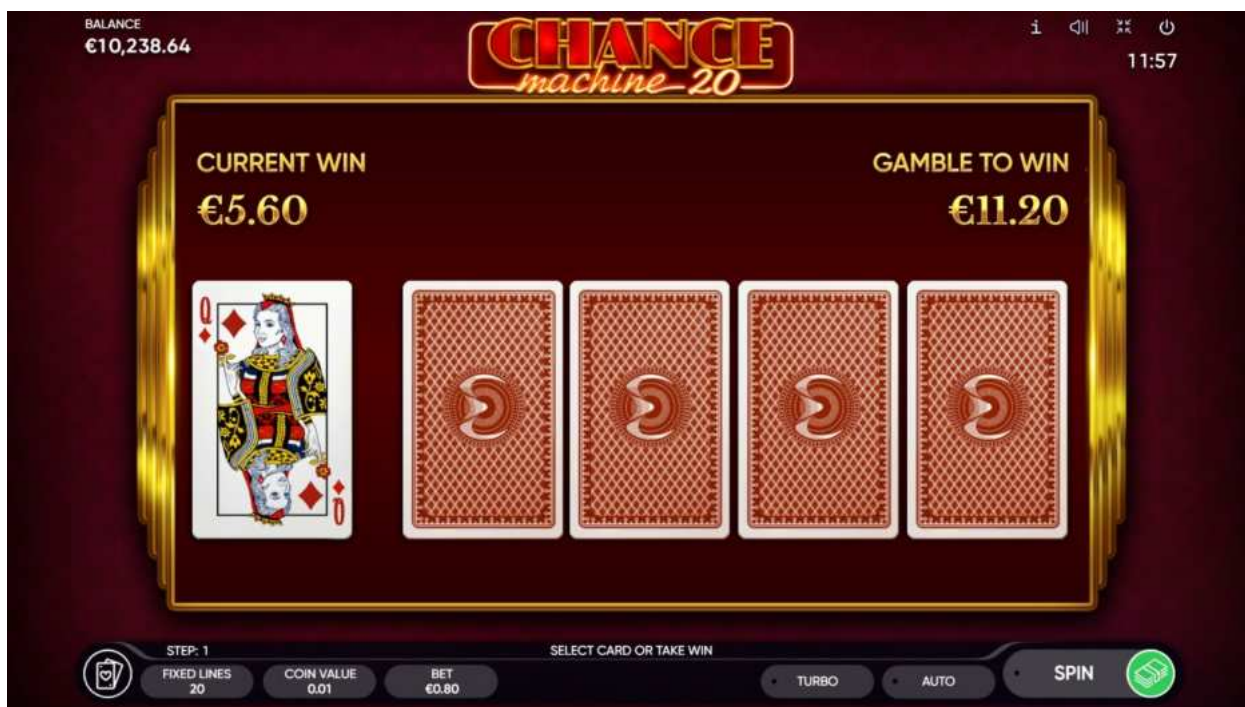 BALANCE
€10,238.64
CHANCE
machine 20
i
11:57
CURRENT WIN
€5.60
GAMBLE TO WIN
€11.20
Q
Q
STEP: 1
SELECT CARD OR TAKE WIN
FIXED LINES
20
COIN VALUE
0.01
BET
€0.80
TURBO
AUTO
SPIN